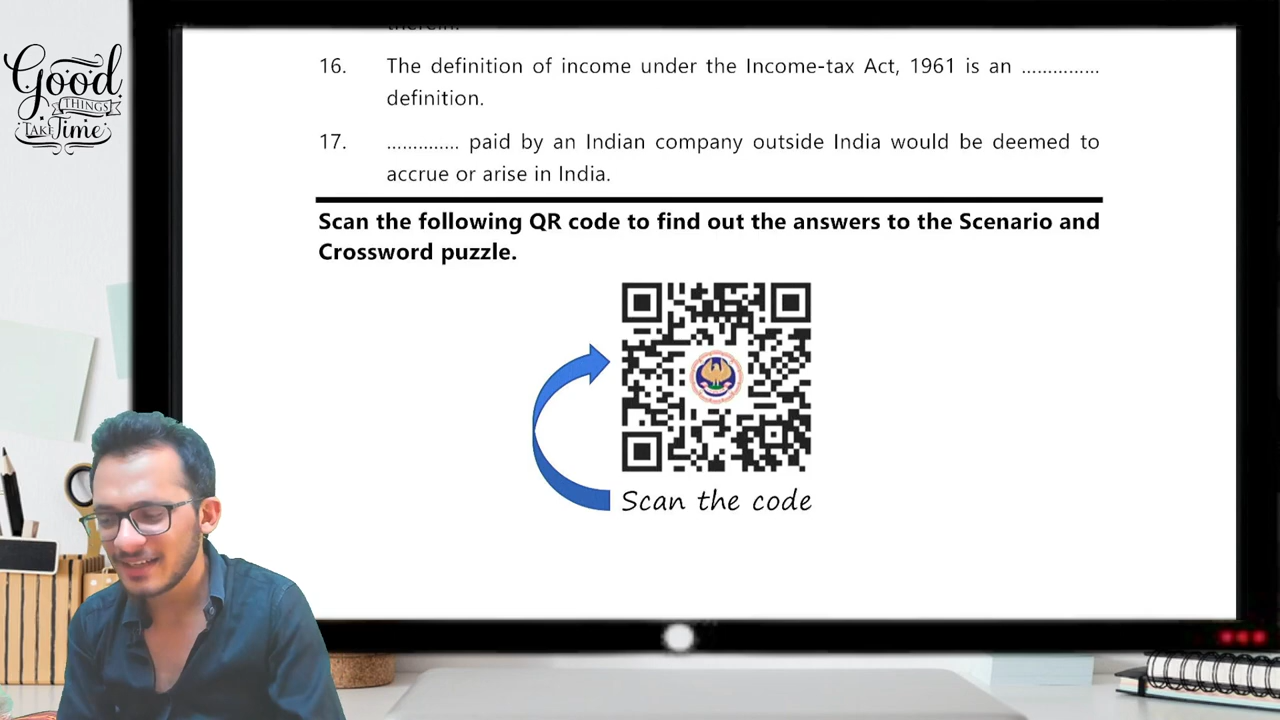 Good
THINGS
TAKE Time
therein.
16. The definition of income under the Income-tax Act, 1961 is an ...............
definition.
17. .............. paid by an Indian company outside India would be deemed to
accrue or arise in India.
Scan the following QR code to find out the answers to the Scenario and
Crossword puzzle.
Scan the code